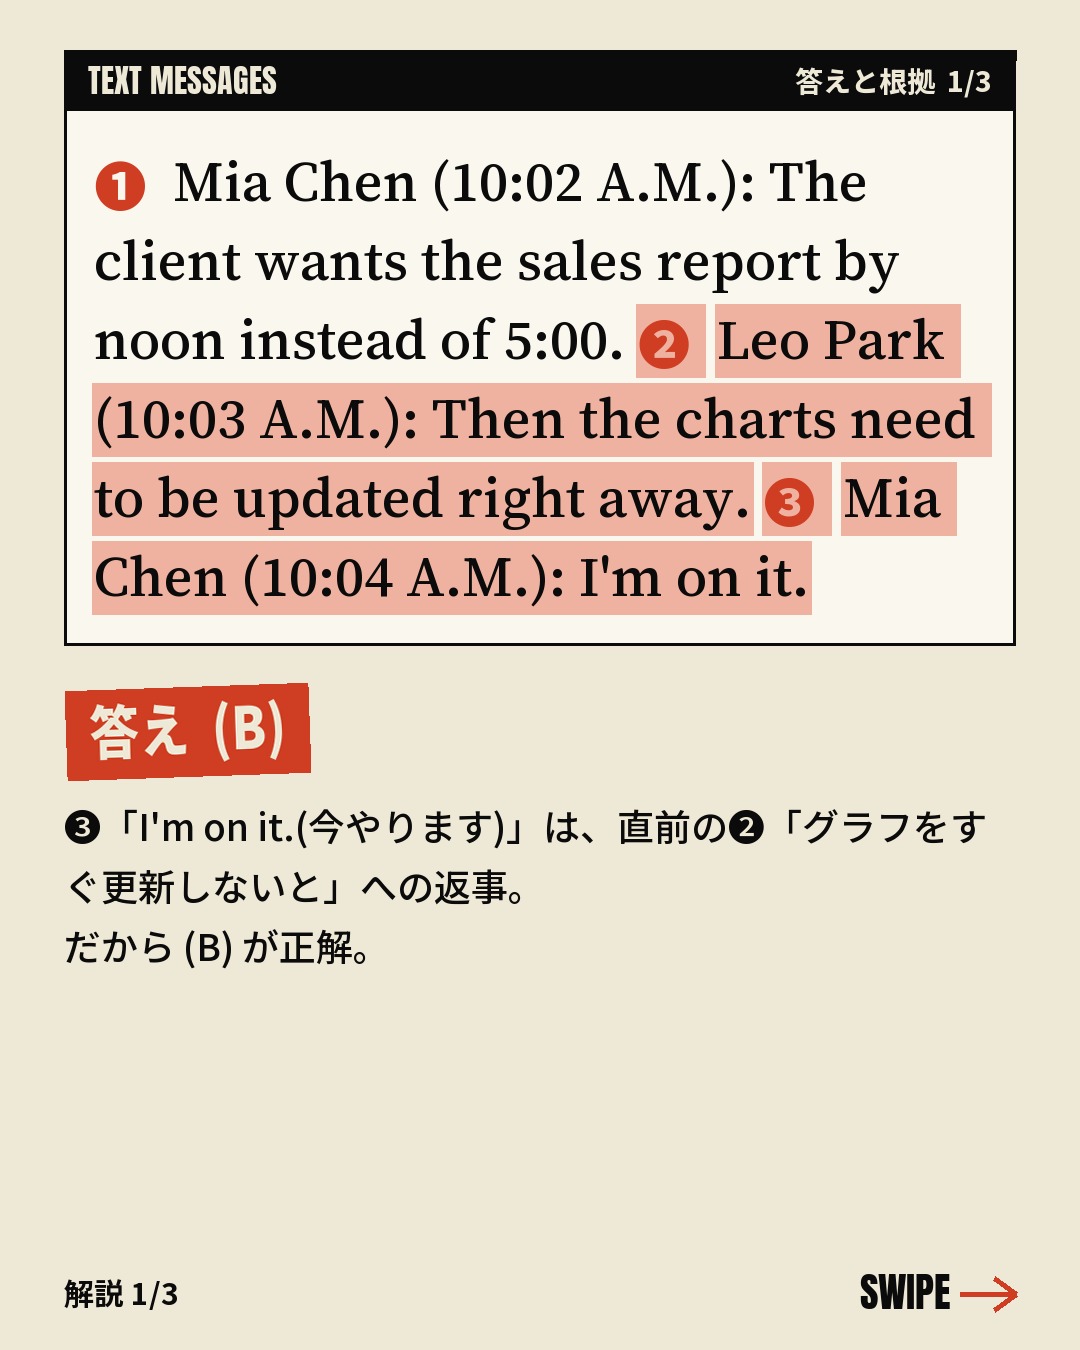 TEXT MESSAGES
答えと根拠 1/3
❶ Mia Chen (10:02 A.M.): The
client wants the sales report by
noon instead of 5:00. ❷ Leo Park
(10:03 A.M.): Then the charts need
to be updated right away. ❸ Mia
Chen (10:04 A.M.): I'm on it.
答え (B)
❸「I'm on it.(今やります)」は、直前の❷「グラフをす
ぐ更新しないと」への返事。
だから (B) が正解。
解説 1/3
SWIPE